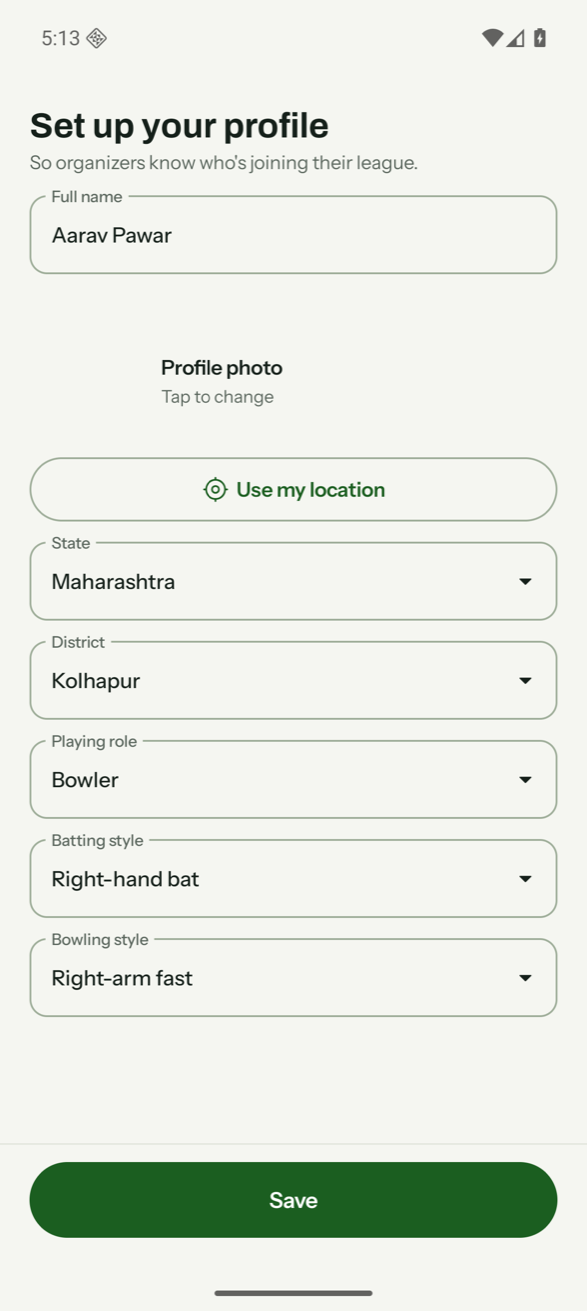 5:13
Set up your profile
So organizers know who's joining their league.
Full name
Aarav Pawar
Profile photo
Tap to change
Use my location
State
Maharashtra
District
Kolhapur
Playing role
Bowler
Batting style
Right-hand bat
Bowling style
Right-arm fast
Save